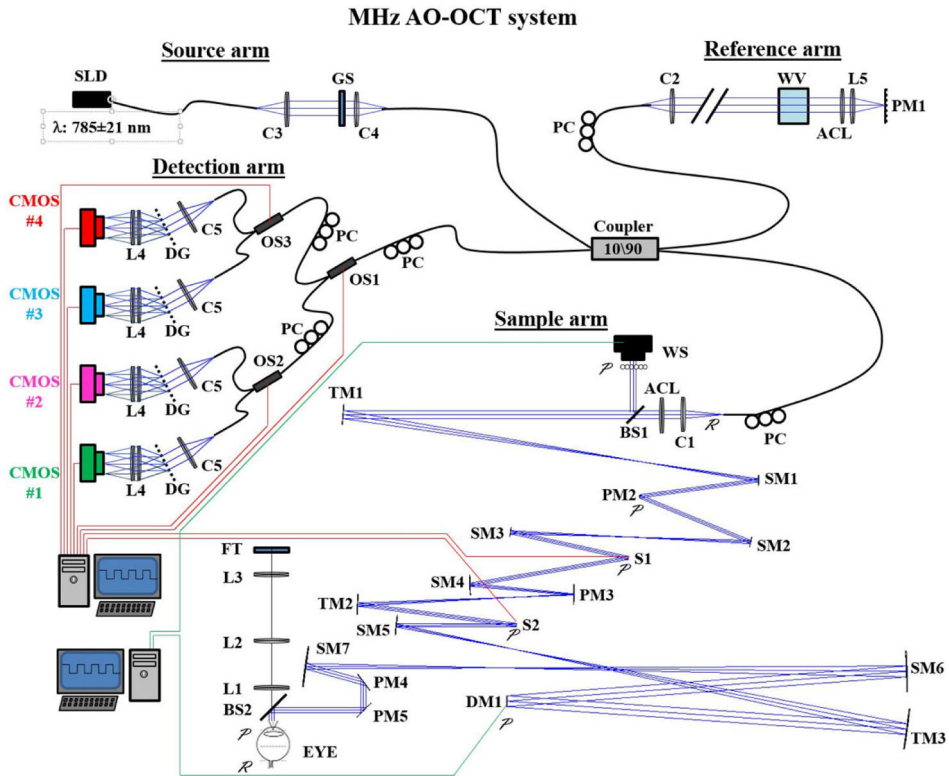 MHz AO-OCT system
Source arm
Reference arm
SLD
GS
C2
WV
L5
λ: 785±21 nm
C3
C4
PC
ACL
PM1
Detection arm
CMOS
#4
L4
DG
C5
OS3
PC
PC
Coupler
10\90
CMOS
#3
L4
DG
C5
OS1
PC
Sample arm
WS
P
CMOS
#2
L4
DG
C5
OS2
TM1
ACL
BS1
C1
R
PC
CMOS
#1
L4
DG
C5
SM1
PM2
P
SM3
SM2
FT
S1
P
L3
SM4
PM3
TM2
SM5
S2
P
L2
SM7
SM6
L1
PM4
DM1
P
BS2
PM5
TM3
P
EYE
R